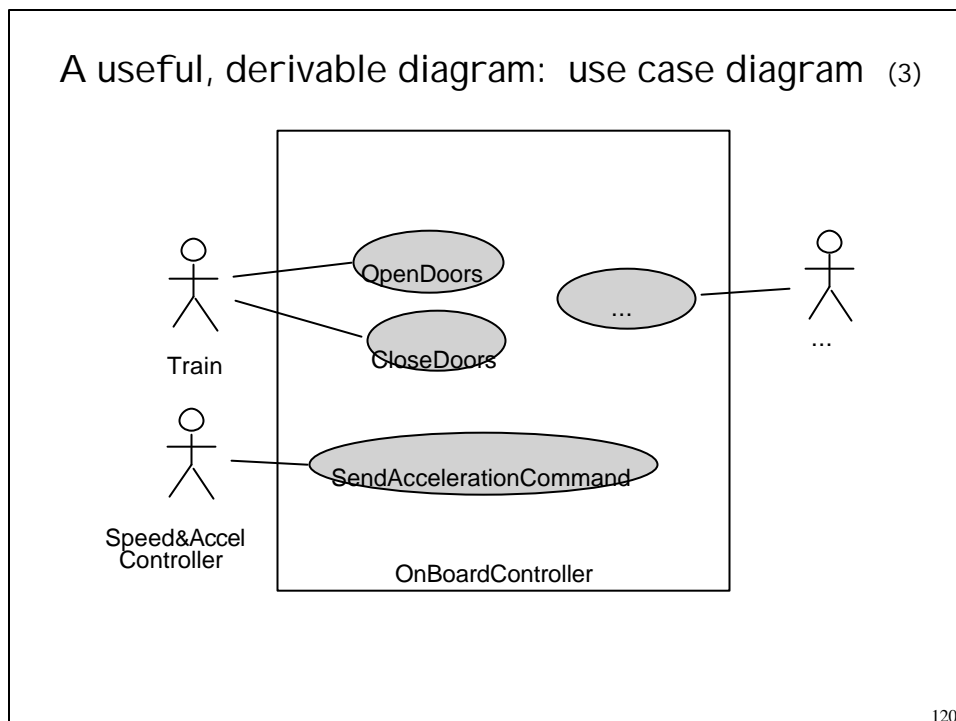 A useful, derivable diagram: use case diagram (3)
OpenDoors
...
CloseDoors
Train
...
SendAccelerationCommand
Speed&Accel
Controller
OnBoardController
120